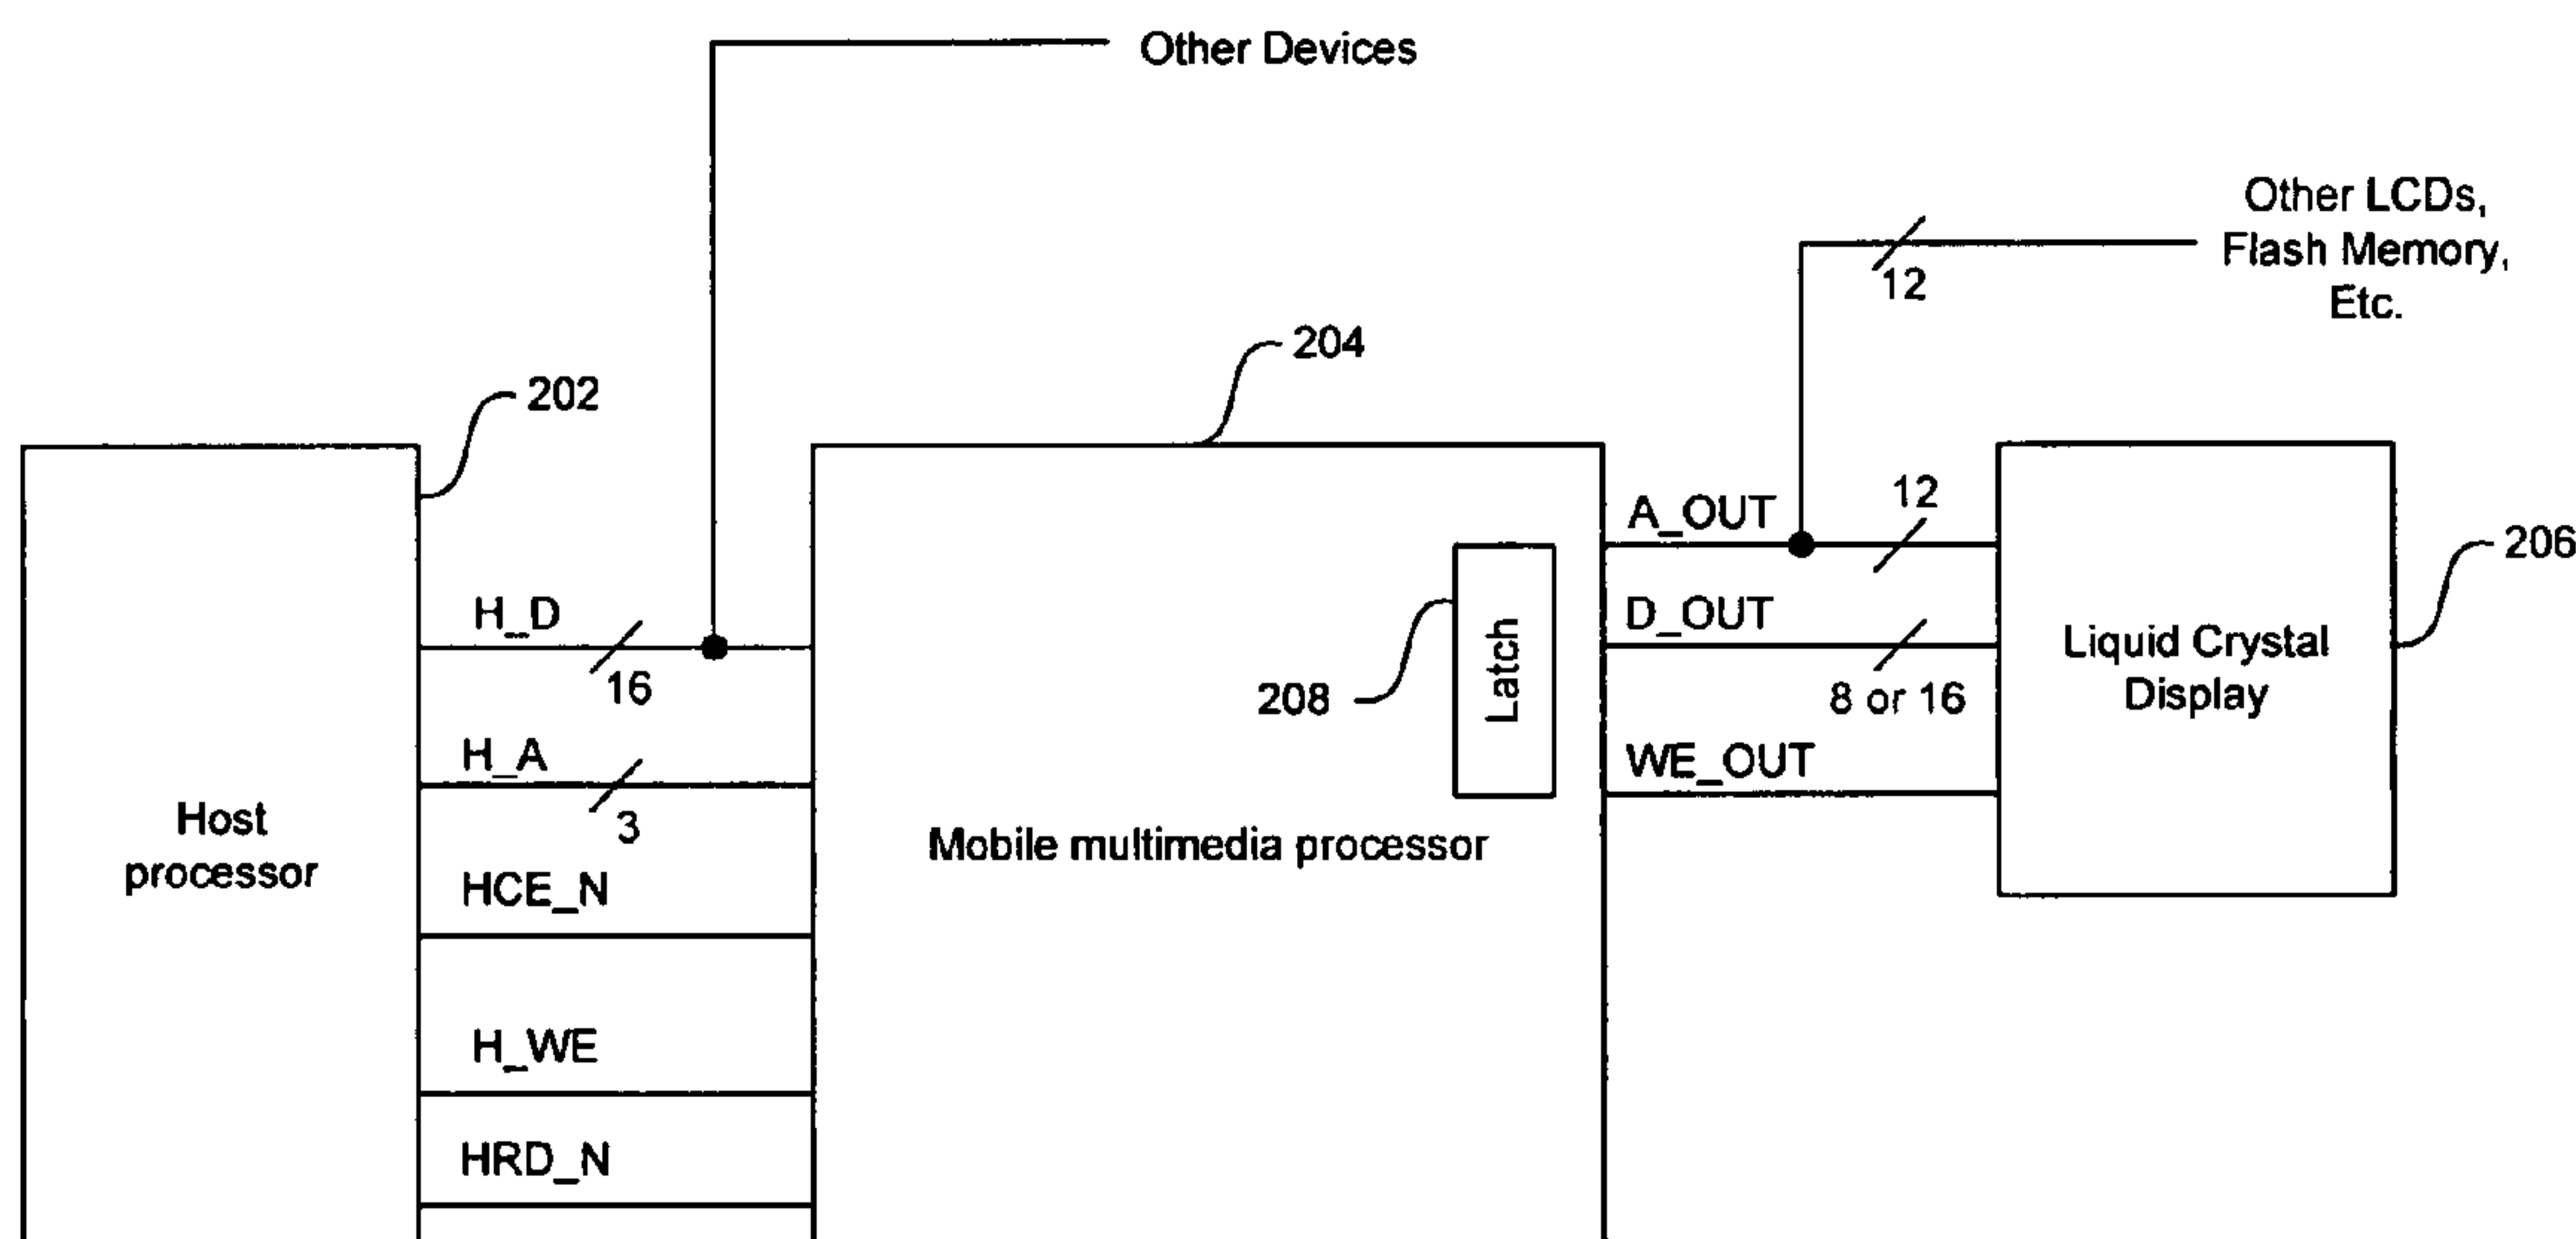 Other Devices
Other LCDs,
Flash Memory,
Etc.
12
204
202
206
A_OUT
12
H_D
16
D_OUT
8 or 16
Latch
208
Liquid Crystal
Display
H_A
3
WE_OUT
Host
processor
Mobile multimedia processor
HCE_N
H_WE
HRD_N